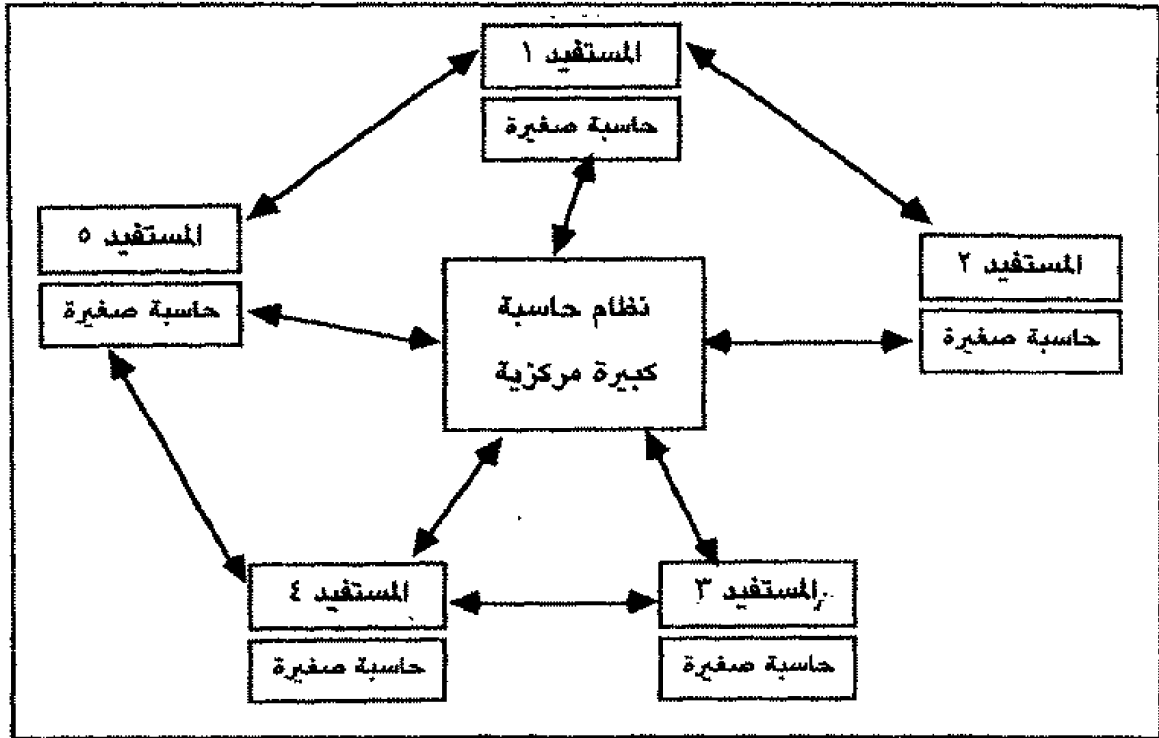 المستفيد ١
حاسبة صغيرة
المستفيد ٢
حاسبة صغيرة
المستفيد ٥
حاسبة صغيرة
نظام حاسبة
كبيرة مركزية
المستفيد ٣
حاسبة صغيرة
المستفيد ٤
حاسبة صغيرة